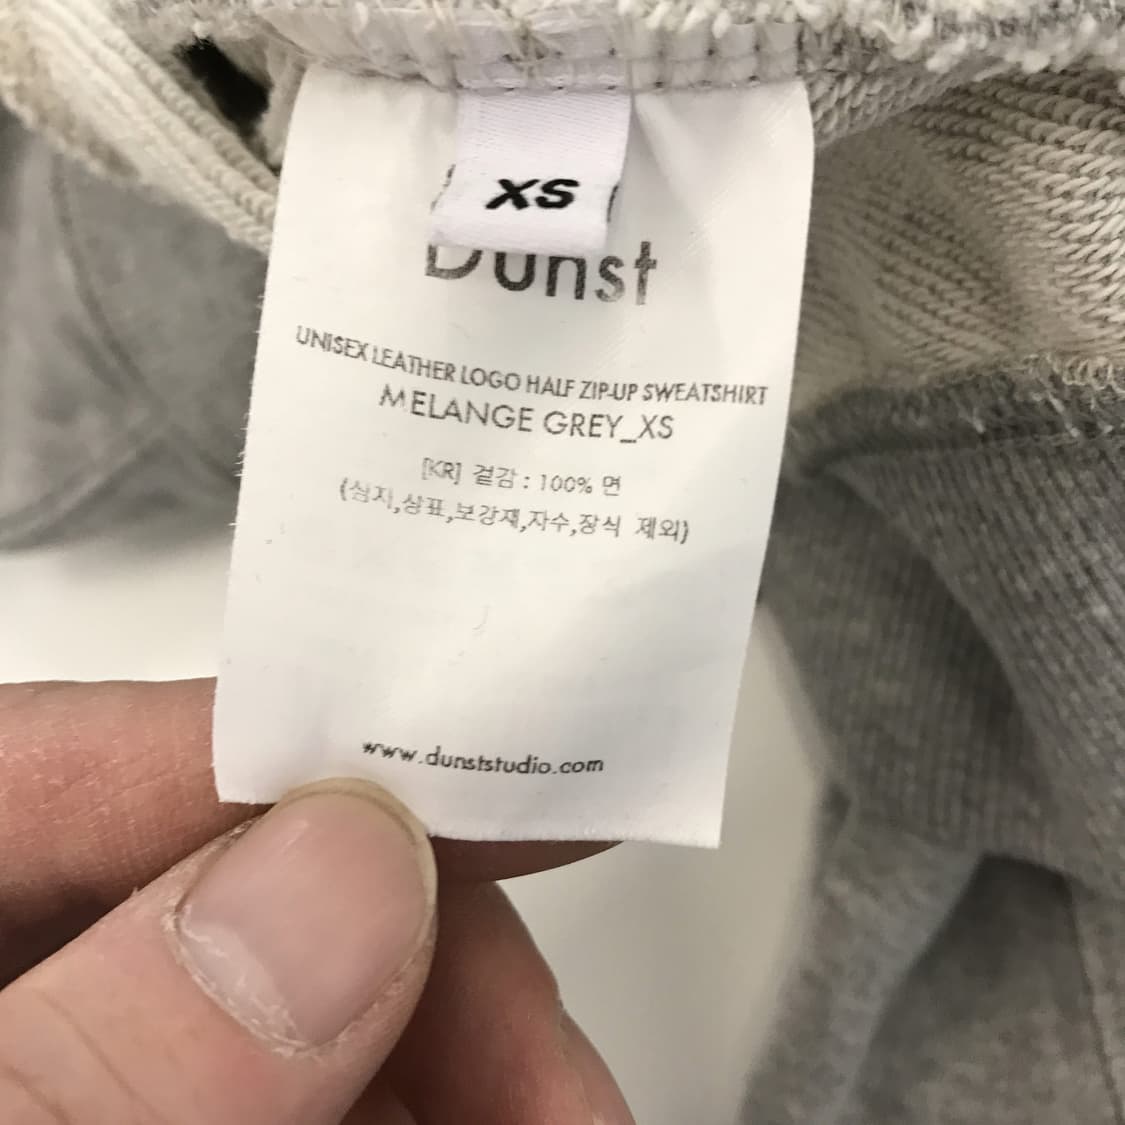 XS
Dunst
UNISEX LEATHER LOGO HALF ZIP-UP SWEATSHIRT
MELANGE GREY_XS
[KR] 겉감 : 100% 면
(심지,상표,보강재,자수,장식 제외)
www.dunststudio.com